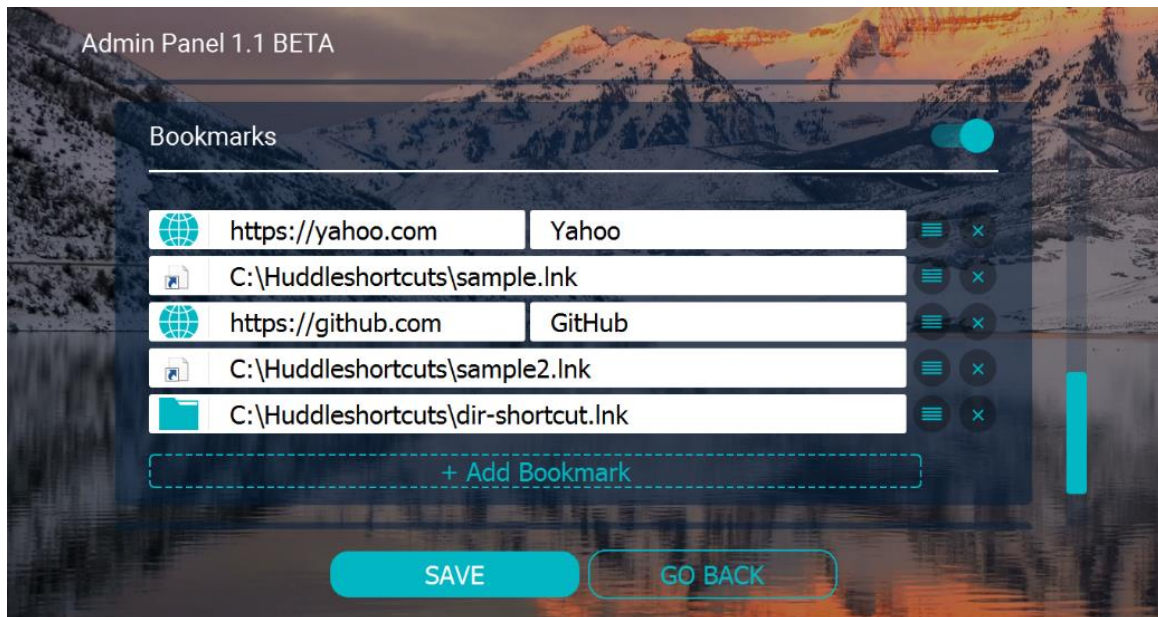 Admin Panel 1.1 BETA
Bookmarks
https://yahoo.com Yahoo
C:\Huddleshortcuts\sample.lnk
https://github.com GitHub
C:\Huddleshortcuts\sample2.lnk
C:\Huddleshortcuts\dir-shortcut.lnk
+ Add Bookmark
SAVE GO BACK